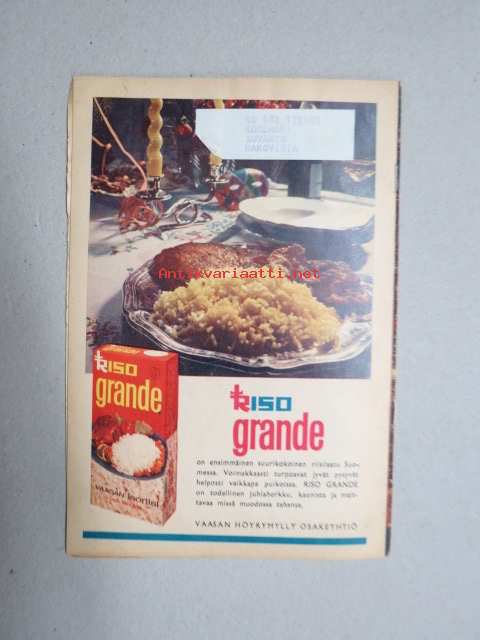 Antikvariaatti.net
RISO
grande
VAASAN
RISO
grande
on ensimmäinen suurikokoinen riisilaatu Suo-
messa. Voimakkaasti turpoavat jyvät pysyvät
helposti vaikkapa puikoissa. RISO GRANDE
on todellinen juhlaherkku, kaunista ja mait-
tavaa missä muodossa tahansa.
VAASAN HÖYRYMYLLY OSAKEYHTIÖ